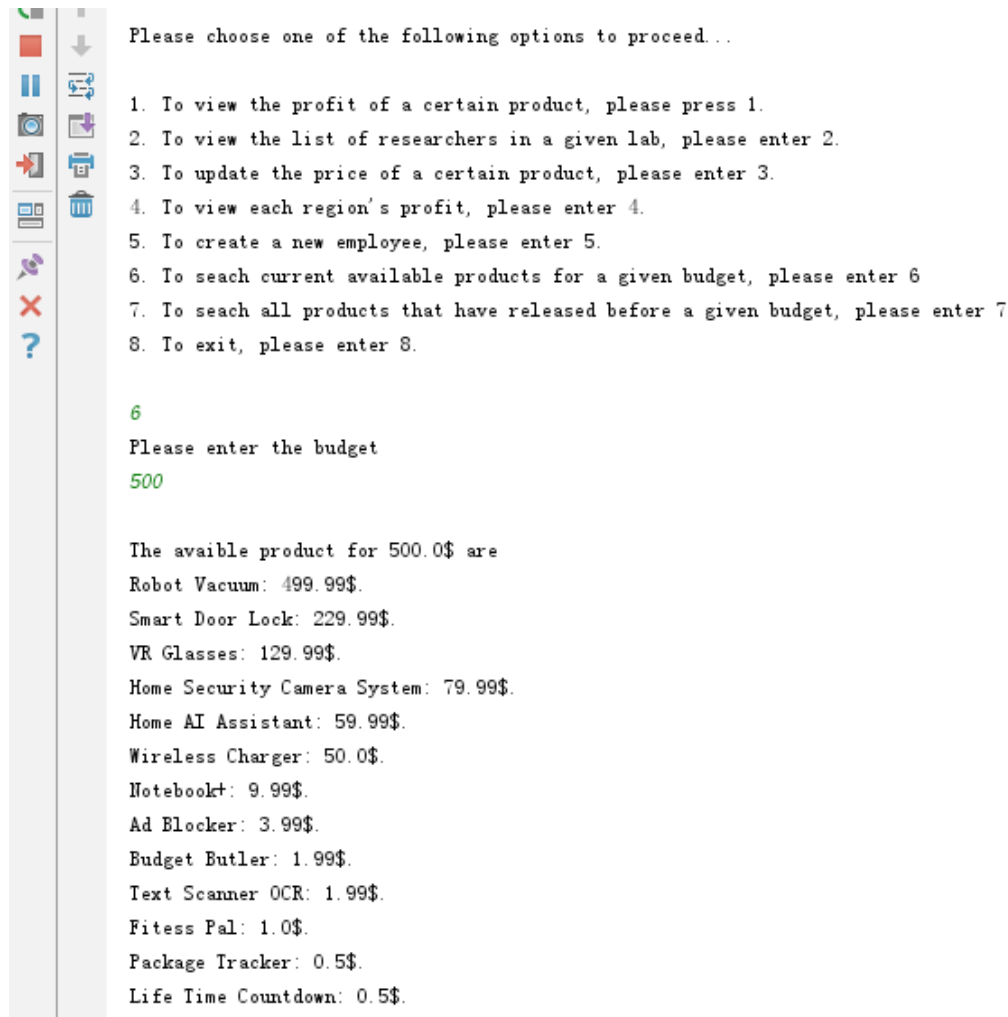 Please choose one of the following options to proceed...
1. To view the profit of a certain product, please press 1.
2. To view the list of researchers in a given lab, please enter 2.
3. To update the price of a certain product, please enter 3.
4. To view each region's profit, please enter 4.
5. To create a new employee, please enter 5.
6. To seach current available products for a given budget, please enter 6
7. To seach all products that have released before a given budget, please enter 7
8. To exit, please enter 8.
6
Please enter the budget
500
The avaible product for 500.0$ are
Robot Vacuum: 499.99$.
Smart Door Lock: 229.99$.
VR Glasses: 129.99$.
Home Security Camera System: 79.99$.
Home AI Assistant: 59.99$.
Wireless Charger: 50.0$.
Notebook+: 9.99$.
Ad Blocker: 3.99$.
Budget Butler: 1.99$.
Text Scanner OCR: 1.99$.
Fitess Pal: 1.0$.
Package Tracker: 0.5$.
Life Time Countdown: 0.5$.